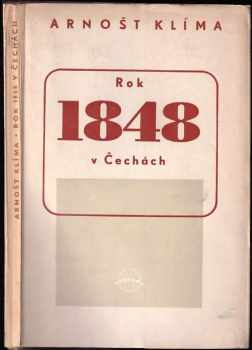 ARNOŠT KLÍMA
Rok
1848
v Čechách
ARNOŠT KLÍMA • ROK 1848 V ČECHÁCH